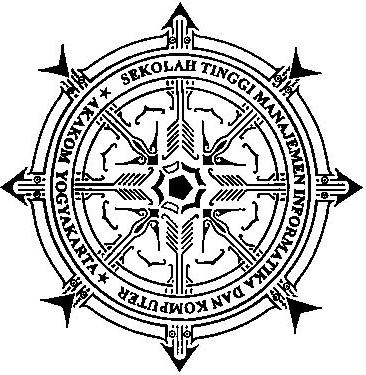 SEKOLAH TINGGI MANAJEMEN INFORMATIKA DAN KOMPUTER
★ AKAKOM YOGYAKARTA ★